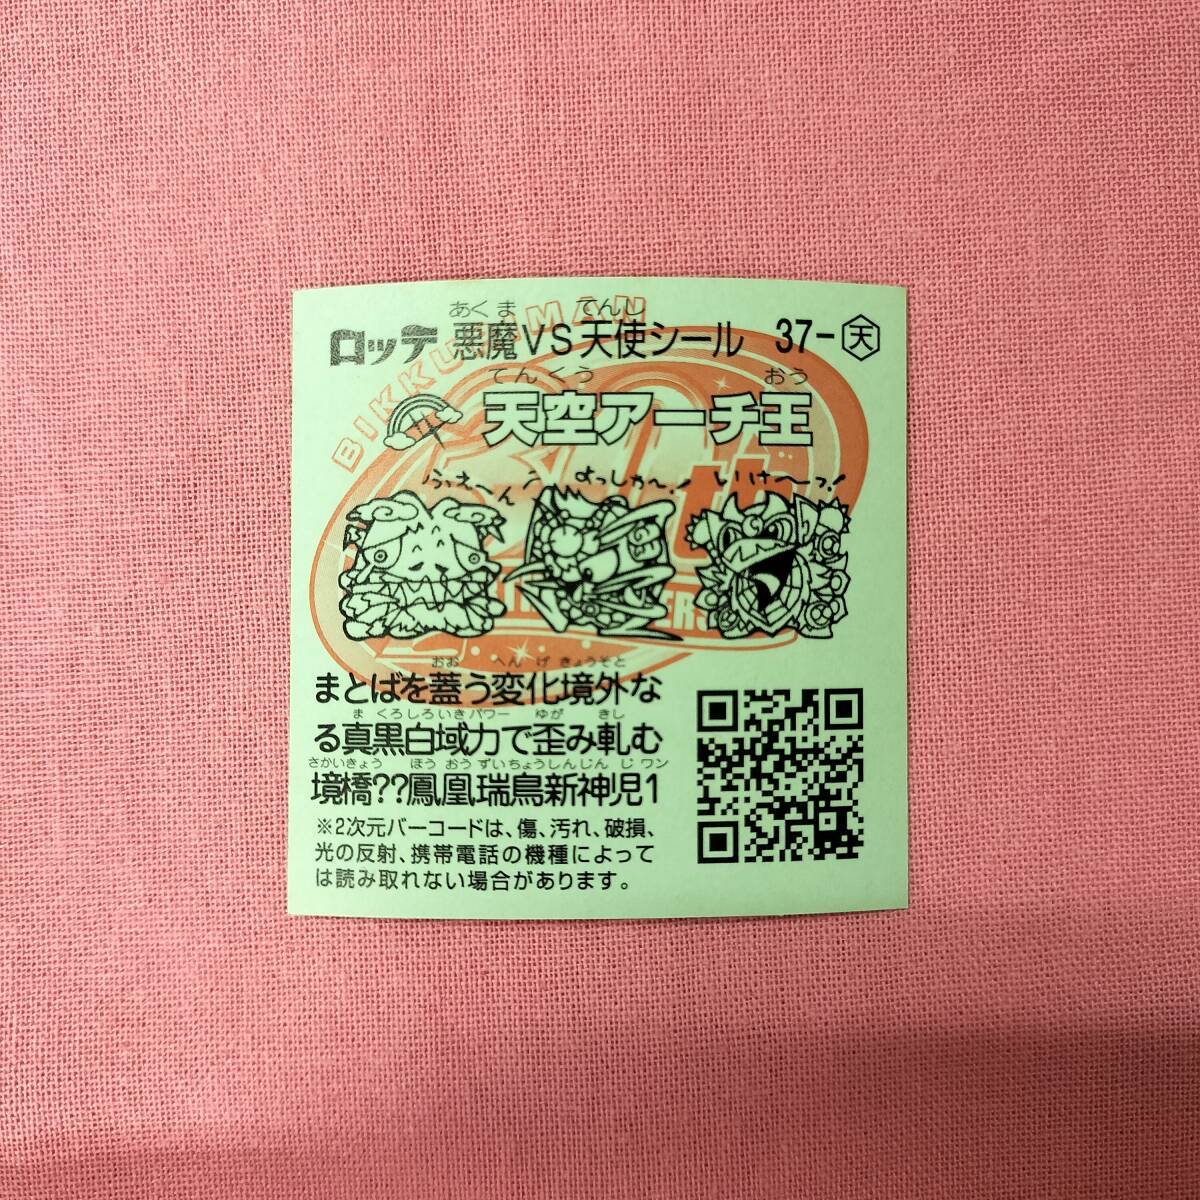 BIKKURIMAN
あくま てんし
ロッテ 悪魔VS天使シール 37-天
てんくう おう
天空アーチ王
30th
ふえ〜ん よっしゃ〜! いけ〜っ!
おお へんげ きょうそと
まとばを蓋う変化境外な
ま くろしろいきパワー ゆが きし
る真黒白域力で歪み軋む
さかいきょう ほうおうずいちょうしんじんじワン
境橋??鳳凰瑞鳥新神児1
※2次元バーコードは、傷、汚れ、破損、
光の反射、携帯電話の機種によって
は読み取れない場合があります。